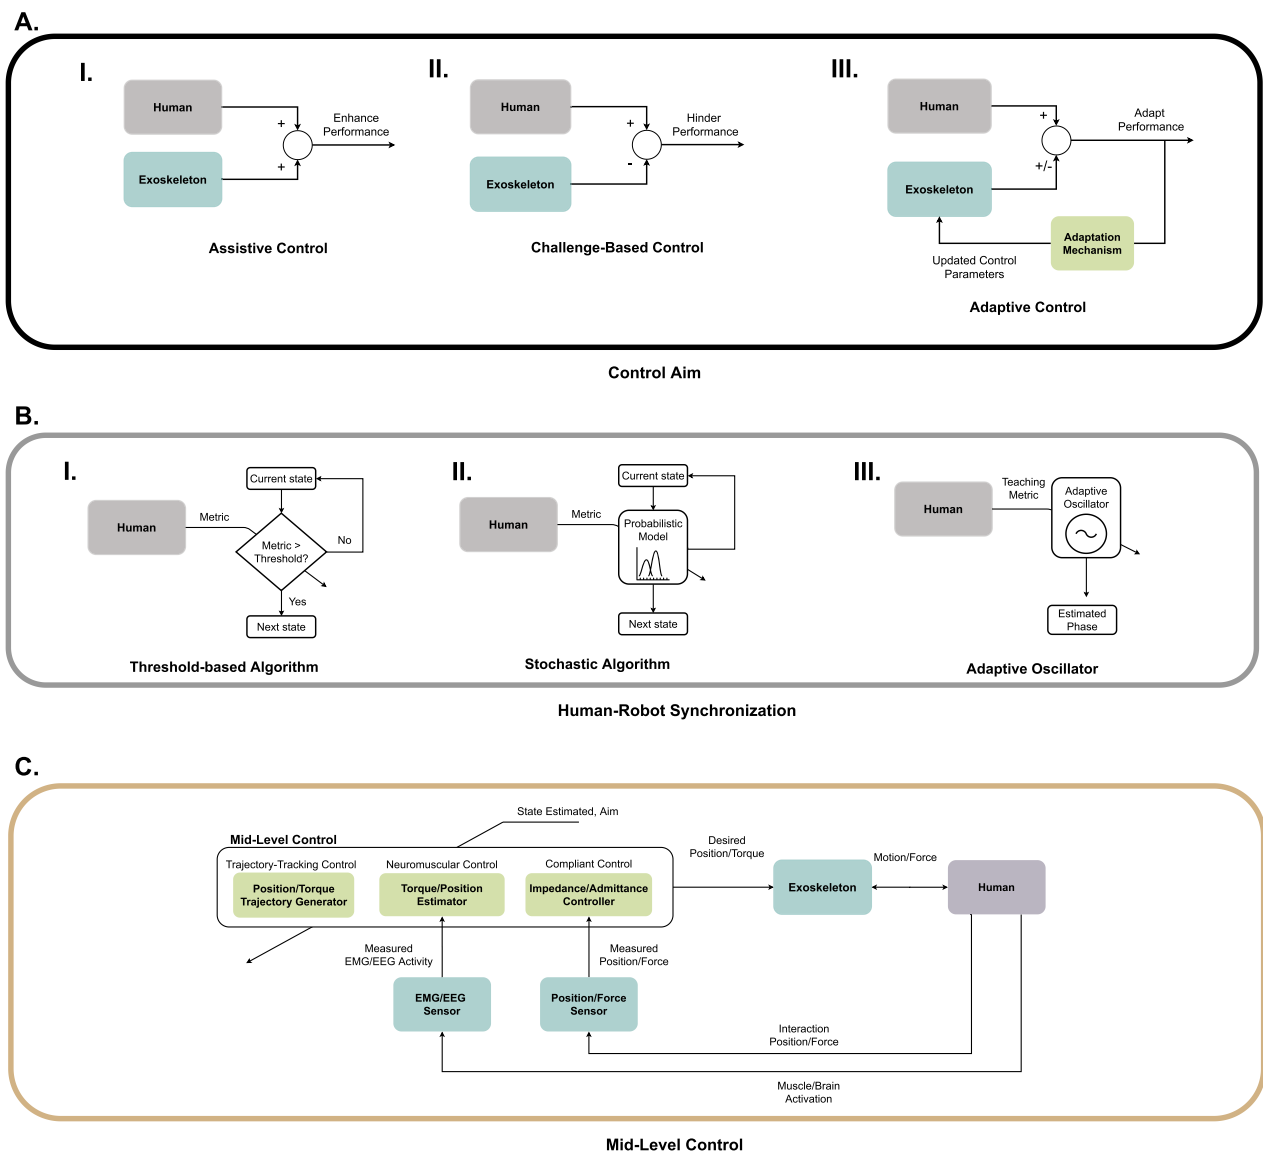 A.
I.
Human
Exoskeleton
+
+
Enhance
Performance
Assistive Control
II.
Human
Exoskeleton
+
-
Hinder
Performance
Challenge-Based Control
III.
Human
Exoskeleton
+
+/-
Adapt
Performance
Adaptation
Mechanism
Updated Control
Parameters
Adaptive Control
Control Aim
B.
I.
Human
Metric
Current state
Metric >
Threshold?
No
Yes
Next state
Threshold-based Algorithm
II.
Human
Metric
Current state
Probabilistic
Model
Next state
Stochastic Algorithm
III.
Human
Teaching
Metric
Adaptive
Oscillator
Estimated
Phase
Adaptive Oscillator
Human-Robot Synchronization
C.
State Estimated, Aim
Mid-Level Control
Trajectory-Tracking Control
Position/Torque
Trajectory Generator
Neuromuscular Control
Torque/Position
Estimator
Compliant Control
Impedance/Admittance
Controller
Desired
Position/Torque
Exoskeleton
Motion/Force
Human
Measured
EMG/EEG Activity
Measured
Position/Force
EMG/EEG
Sensor
Position/Force
Sensor
Interaction
Position/Force
Muscle/Brain
Activation
Mid-Level Control